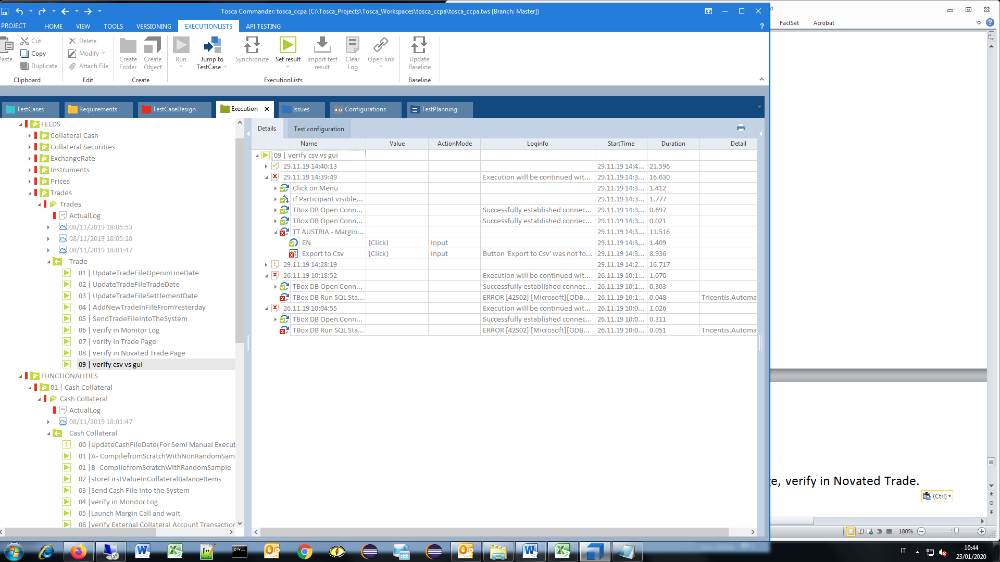 Tosca Commander: tosca_ccpa (C:\Tosca_Projects\Tosca_Workspaces\tosca_ccpa\tosca_ccpa.tws [Branch: Master])
PROJECT HOME VIEW TOOLS VERSIONING EXECUTIONLISTS API TESTING ?
FactSet Acrobat
Paste
Cut
Copy
Duplicate
Clipboard
Delete
Modify
Attach File
Edit
Create Folder
Create Object
Create
Run
Jump to TestCase
Synchronize
Set result
Import test result
Clear Log
Open link
ExecutionLists
Update Baseline
Baseline
TestCases Requirements TestCaseDesign Execution Issues Configurations TestPlanning
FEEDS
Collateral Cash
Collateral Securities
ExchangeRate
Instruments
Prices
Trades
Trades
ActualLog
08/11/2019 18:05:53
08/11/2019 18:05:10
08/11/2019 18:01:47
Trade
01 | UpdateTradeFileOpeninLineDate
02 | UpdateTradeFileTradeDate
03 | UpdateTradeFileSettlementDate
04 | AddNewTradeInFileFromYesterday
05 | SendTradeFileIntoTheSystem
06 | verify in Monitor Log
07 | verify in Trade Page
08 | verify in Novated Trade Page
09 | verify csv vs gui
FUNCTIONALITIES
01 | Cash Collateral
Cash Collateral
ActualLog
08/11/2019 18:01:47
Cash Collateral
00 |UpdateCashFileDate(For Semi Manual Execut
01 |A- CompilefromScratchWithNonRandomSam
01 |B- CompilefromScratchWithRandomSample
02 |storeFirstValueInCollateralBalanceItems
03 |Send Cash File into the System
04 |verify in Monitor Log
05 |Launch Margin Call and wait
06 |verify External Collateral Account Transaction
Details Test configuration
Name Value ActionMode Loginfo StartTime Duration Detail
09 | verify csv vs gui
29.11.19 14:40:13 29.11.19 14:4... 21.596
29.11.19 14:39:49 Execution will be continued wit... 29.11.19 14:3... 16.030
Click on Menu 29.11.19 14:3... 1.412
if Participant visible... 29.11.19 14:3... 1.777
TBox DB Open Conn... Successfully established connec... 29.11.19 14:3... 0.697
TBox DB Open Conn... Successfully established connec... 29.11.19 14:3... 0.021
TT AUSTRIA - Margin... 29.11.19 14:3... 11.516
EN {Click} Input 29.11.19 14:3... 1.409
Export to Csv {Click} Input Button 'Export to Csv' was not fo... 29.11.19 14:3... 8.936
29.11.19 14:28:19 29.11.19 14:2... 16.717
26.11.19 10:18:52 Execution will be continued wit... 26.11.19 10:1... 1.070
TBox DB Open Conn... Successfully established connec... 26.11.19 10:1... 0.303
TBox DB Run SQL Sta... ERROR [42S02] [Microsoft][ODB... 26.11.19 10:1... 0.048 Tricentis.Automa
26.11.19 10:04:55 Execution will be continued wit... 26.11.19 10:0... 1.026
TBox DB Open Conn... Successfully established connec... 26.11.19 10:0... 0.311
TBox DB Run SQL Sta... ERROR [42S02] [Microsoft][ODB... 26.11.19 10:0... 0.051 Tricentis.Automa
ge, verify in Novated Trade.
(Ctrl)
180%
IT
10:44
23/01/2020